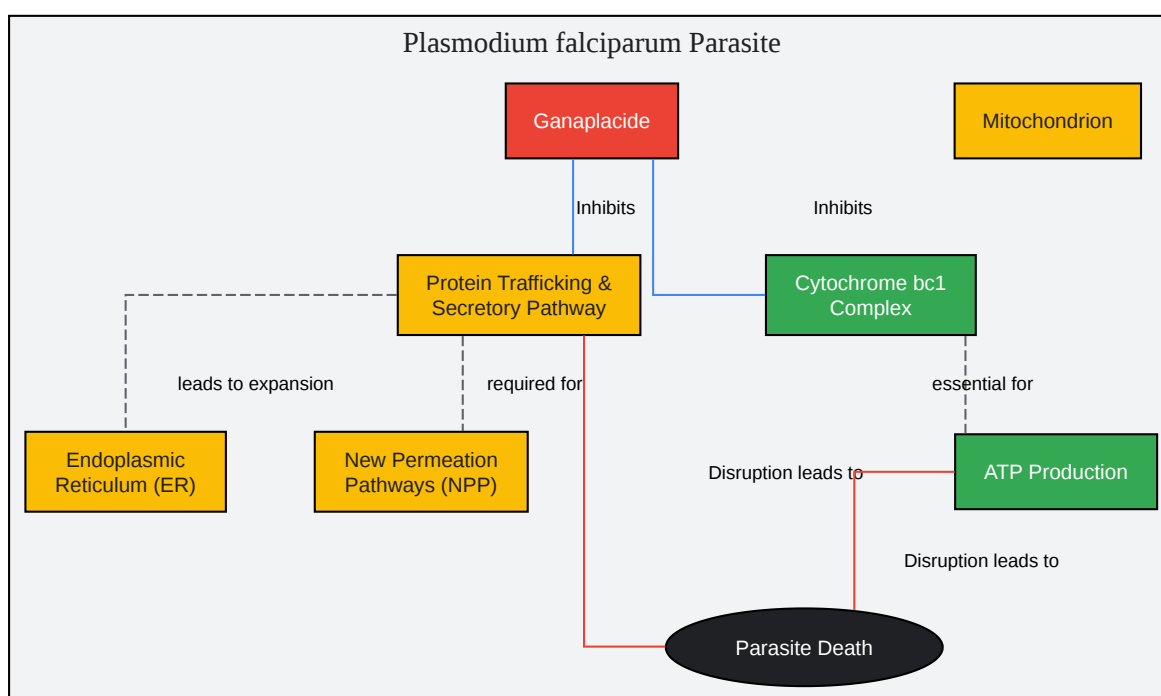 Plasmodium falciparum Parasite
Ganaplacide
Mitochondrion
Inhibits
Inhibits
Protein Trafficking &
Secretory Pathway
Cytochrome bc1
Complex
leads to expansion
required for
essential for
Endoplasmic
Reticulum (ER)
New Permeation
Pathways (NPP)
Disruption leads to
ATP Production
Disruption leads to
Parasite Death